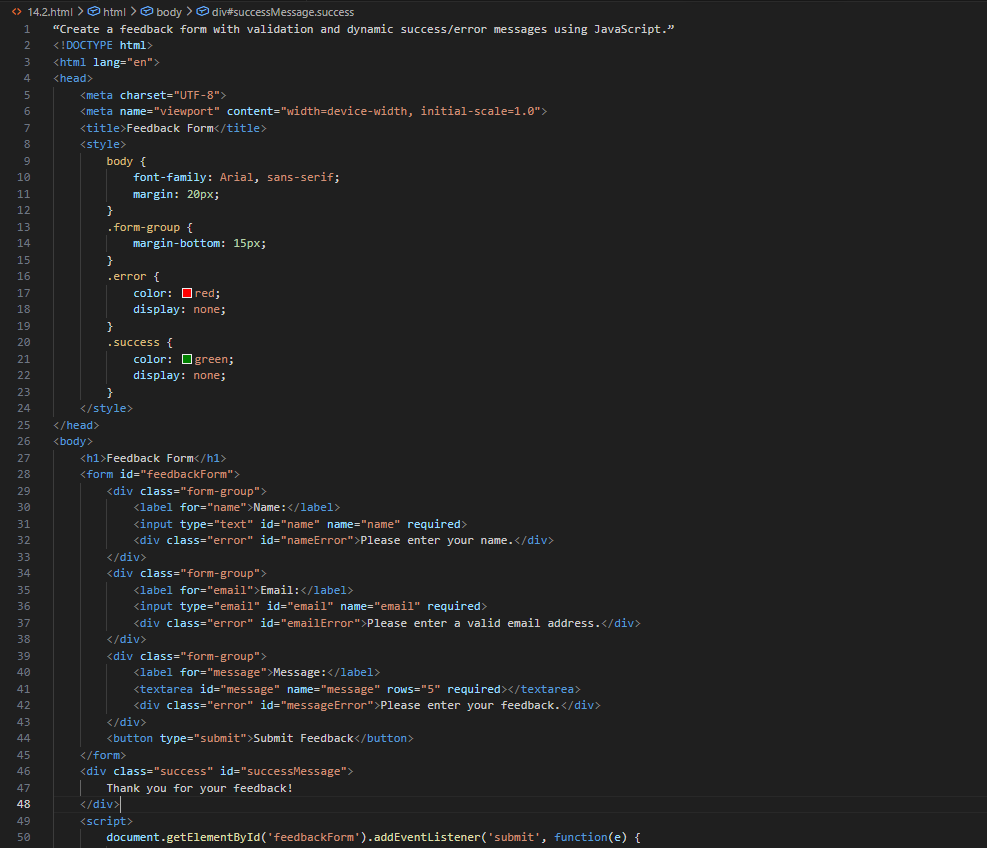 14.2.html > html > body > div#successMessage.success
1 “Create a feedback form with validation and dynamic success/error messages using JavaScript.”
2 <!DOCTYPE html>
3 <html lang="en">
4 <head>
5 <meta charset="UTF-8">
6 <meta name="viewport" content="width=device-width, initial-scale=1.0">
7 <title>Feedback Form</title>
8 <style>
9 body {
10 font-family: Arial, sans-serif;
11 margin: 20px;
12 }
13 .form-group {
14 margin-bottom: 15px;
15 }
16 .error {
17 color: red;
18 display: none;
19 }
20 .success {
21 color: green;
22 display: none;
23 }
24 </style>
25 </head>
26 <body>
27 <h1>Feedback Form</h1>
28 <form id="feedbackForm">
29 <div class="form-group">
30 <label for="name">Name:</label>
31 <input type="text" id="name" name="name" required>
32 <div class="error" id="nameError">Please enter your name.</div>
33 </div>
34 <div class="form-group">
35 <label for="email">Email:</label>
36 <input type="email" id="email" name="email" required>
37 <div class="error" id="emailError">Please enter a valid email address.</div>
38 </div>
39 <div class="form-group">
40 <label for="message">Message:</label>
41 <textarea id="message" name="message" rows="5" required></textarea>
42 <div class="error" id="messageError">Please enter your feedback.</div>
43 </div>
44 <button type="submit">Submit Feedback</button>
45 </form>
46 <div class="success" id="successMessage">
47 Thank you for your feedback!
48 </div>
49 <script>
50 document.getElementById('feedbackForm').addEventListener('submit', function(e) {